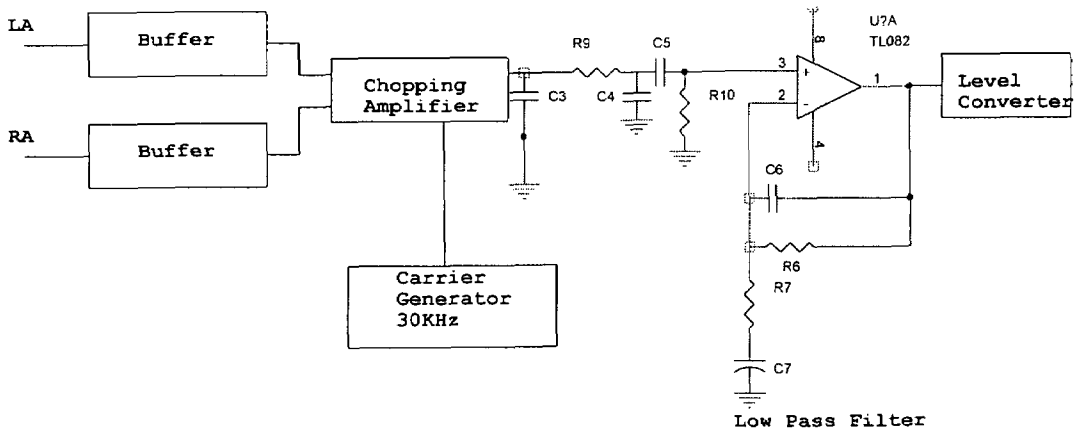 LA
Buffer
RA
Buffer
Chopping
Amplifier
Carrier
Generator
30KHz
C3
R9
C4
C5
R10
3
+
2
-
8
4
1
U?A
TL082
Level
Converter
C6
R6
R7
C7
Low Pass Filter